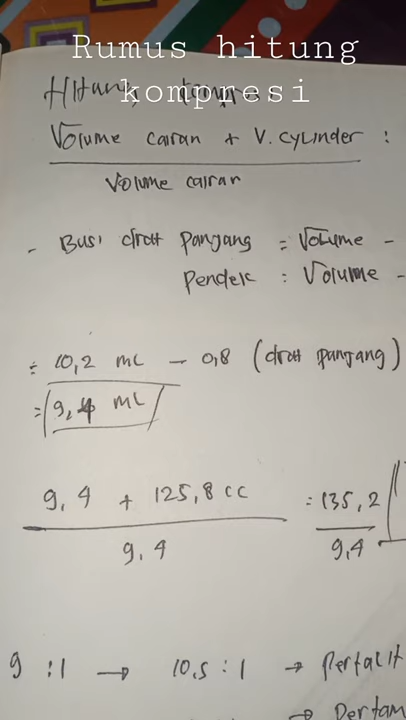 Rumus hitung
kompresi
Hitung
Volume cairan + V. cylinder :
Volume cairan
- Busi drat panjang = Volume -
Pendek : Volume -
= 10,2 mL - 0,8 (drat panjang)
= 9,4 mL
9,4 + 125,8 cc = 135,2
9,4 9,4
9 :1 → 10,5 : 1 → Pertalit
→ Pertam